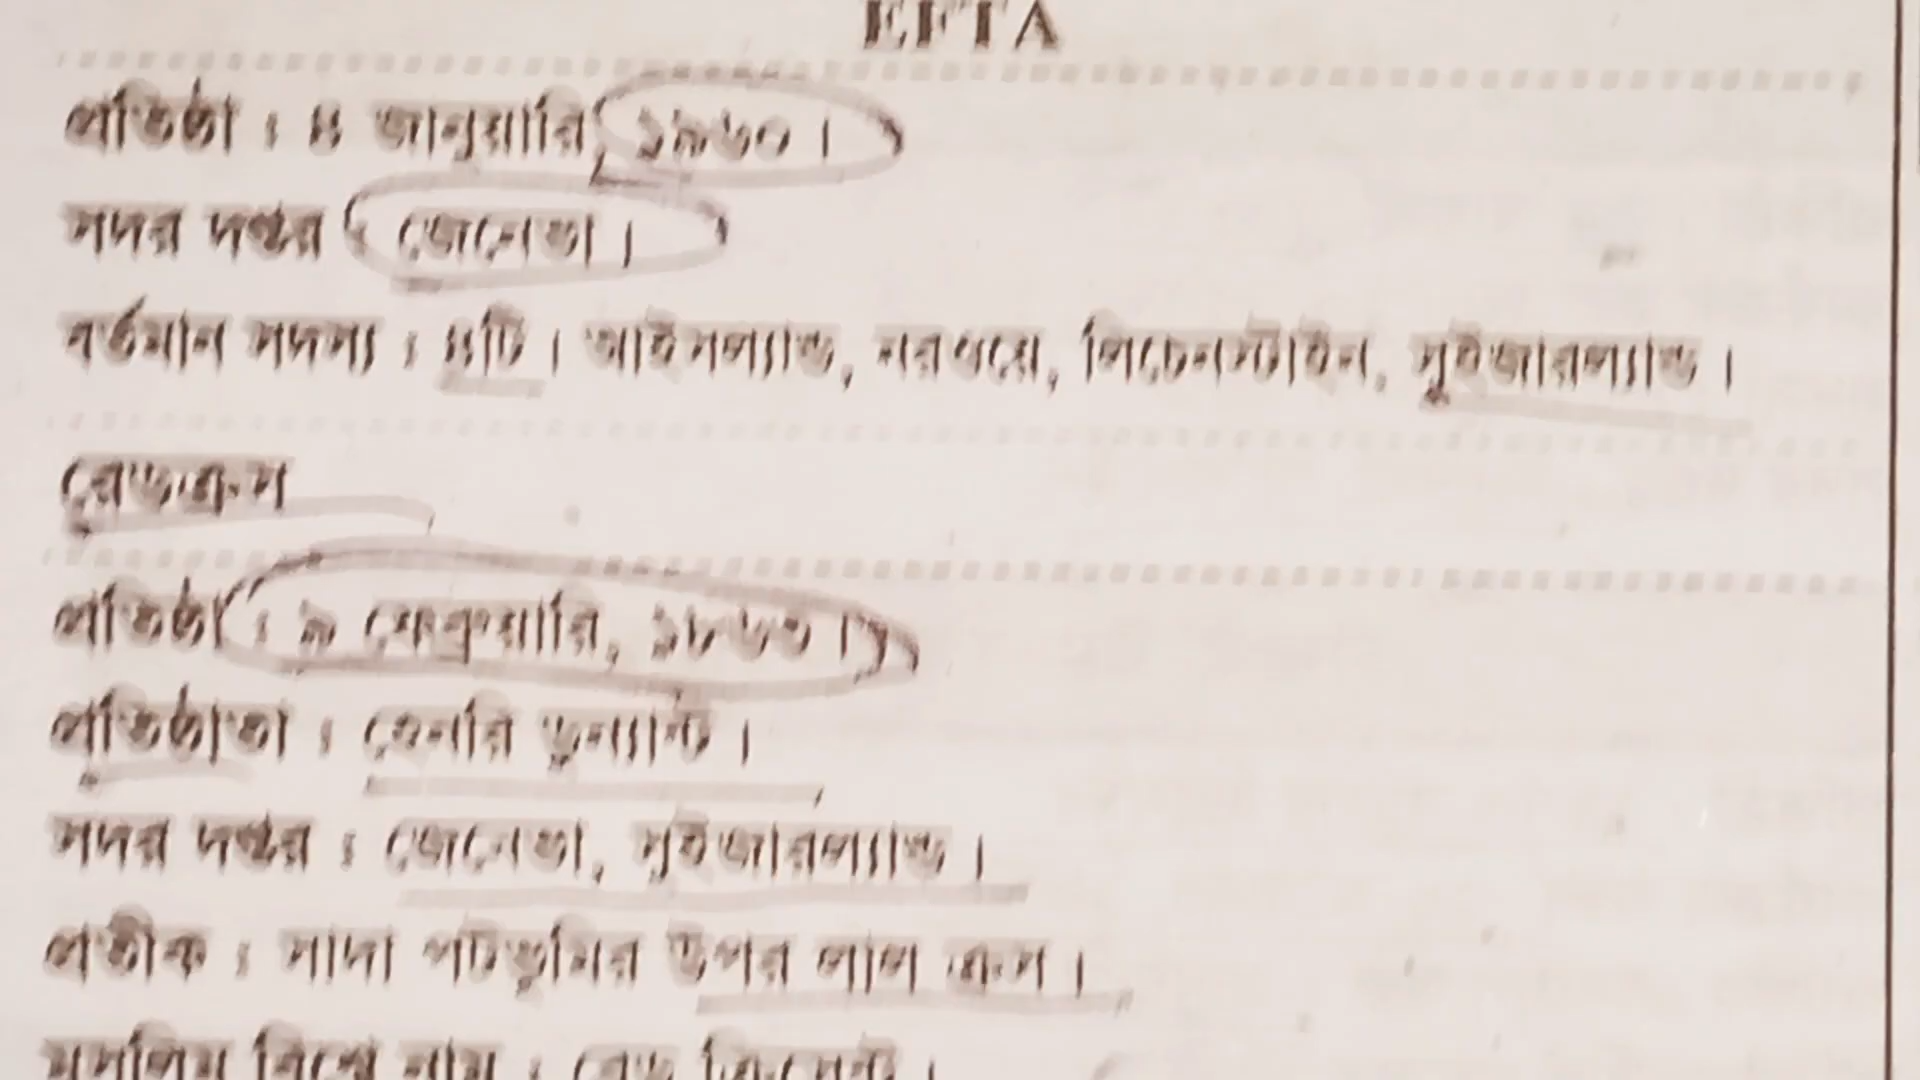 EFTA
প্রতিষ্ঠা : ৪ জানুয়ারি, ১৯৬০।
সদর দপ্তর : জেনেভা।
বর্তমান সদস্য : ৪টি। আইসল্যান্ড, নরওয়ে, লিচেনস্টাইন, সুইজারল্যান্ড।
রেডক্রস
প্রতিষ্ঠা : ৯ ফেব্রুয়ারি, ১৮৬৩।
প্রতিষ্ঠাতা : হেনরি ডুনান্ট।
সদর দপ্তর : জেনেভা, সুইজারল্যান্ড।
প্রতীক : সাদা পটভূমির উপর লাল ক্রস।
মুসলিম বিশ্বে নাম : রেড ক্রিসেন্ট।